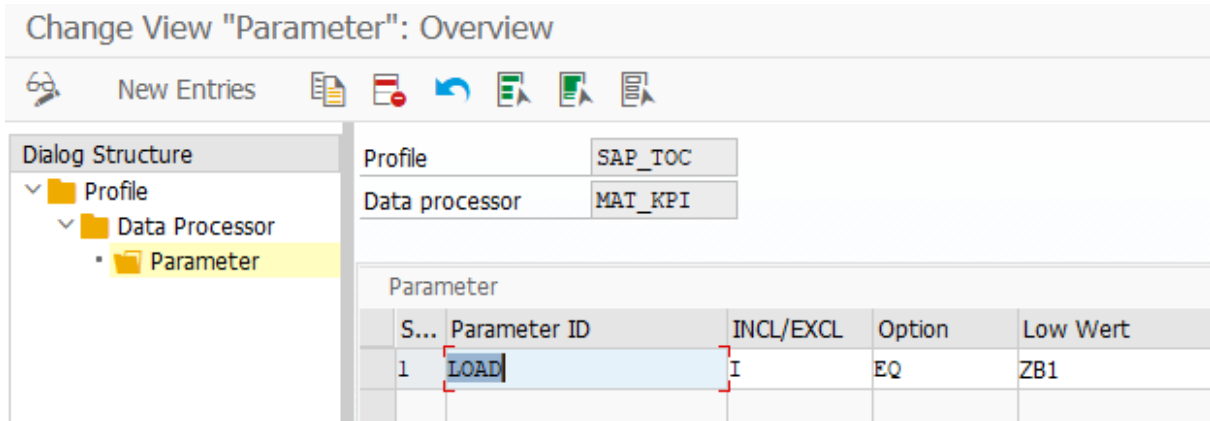 Change View "Parameter": Overview
New Entries
Dialog Structure
Profile
Data Processor
Parameter
Profile SAP_TOC
Data processor MAT_KPI
Parameter
S... Parameter ID INCL/EXCL Option Low Wert
1 LOAD I EQ ZB1